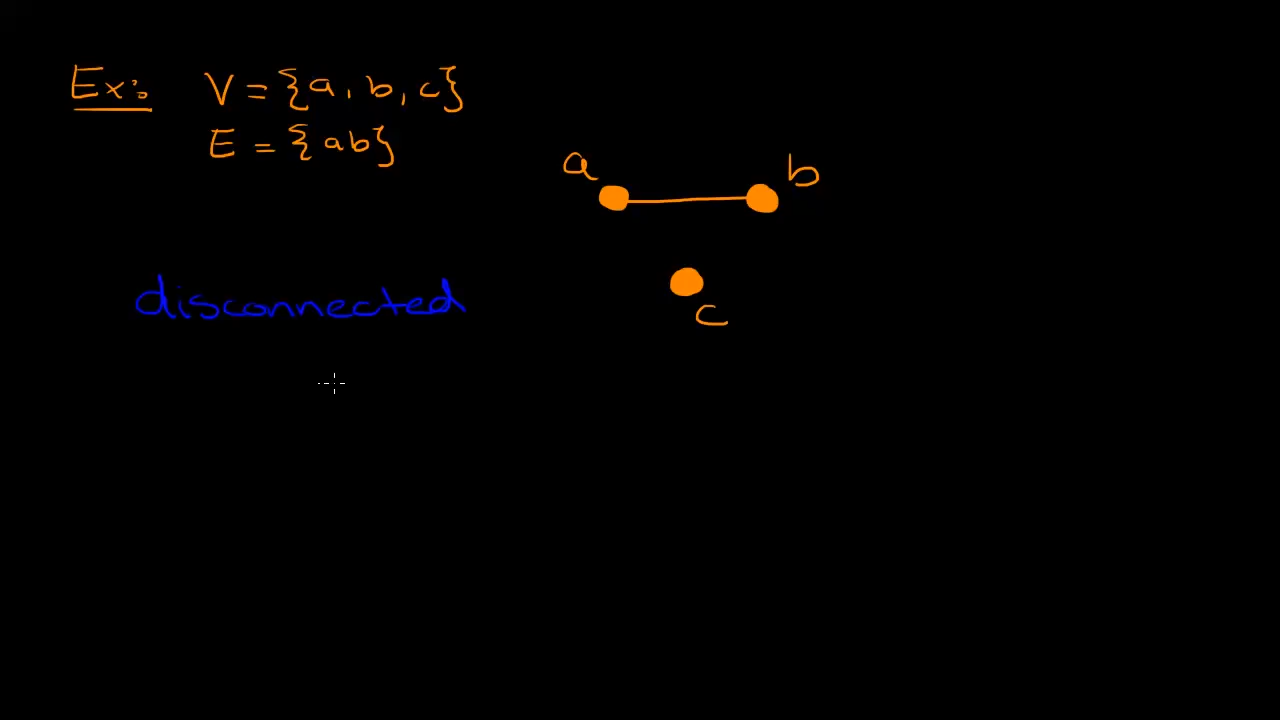 Ex: V = {a, b, c}
E = {ab}
a
b
disconnected
c